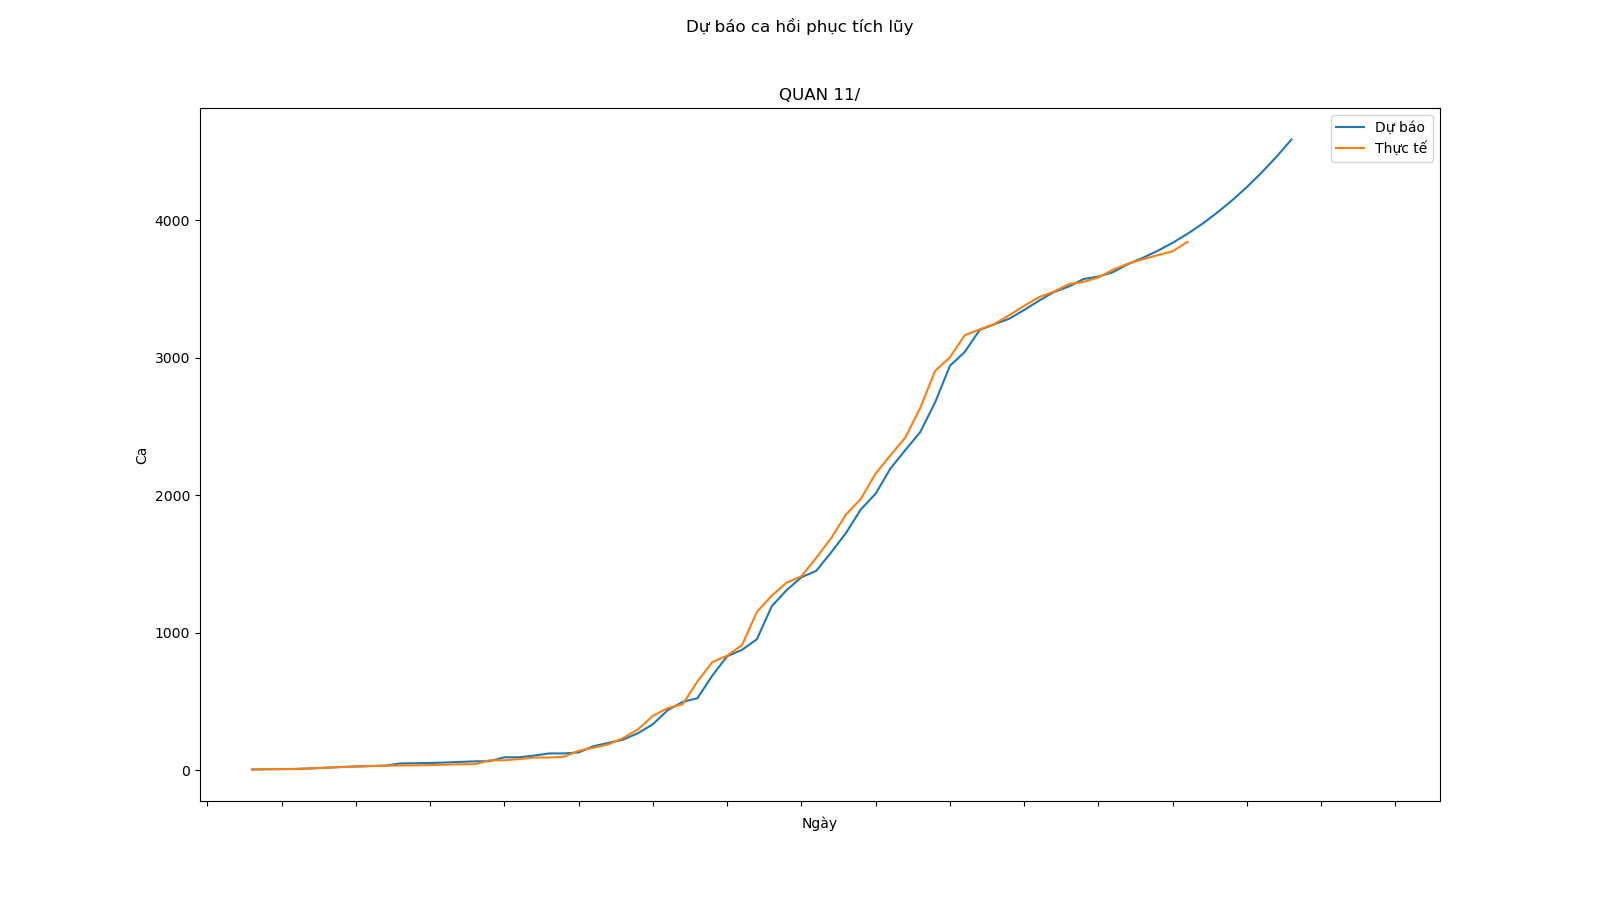 Dự báo ca hồi phục tích lũy
QUAN 11/
Dự báo
Thực tế
4000
3000
2000
1000
0
Ca
Ngày